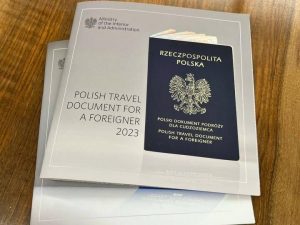 Ministry
of the Interior
and Administration
POLISH TRAVEL
DOCUMENT FOR
A FOREIGNER
2023
RZECZPOSPOLITA
POLSKA
POLSKI DOKUMENT PODRÓŻY
DLA CUDZOZIEMCA
POLISH TRAVEL DOCUMENT
FOR A FOREIGNER